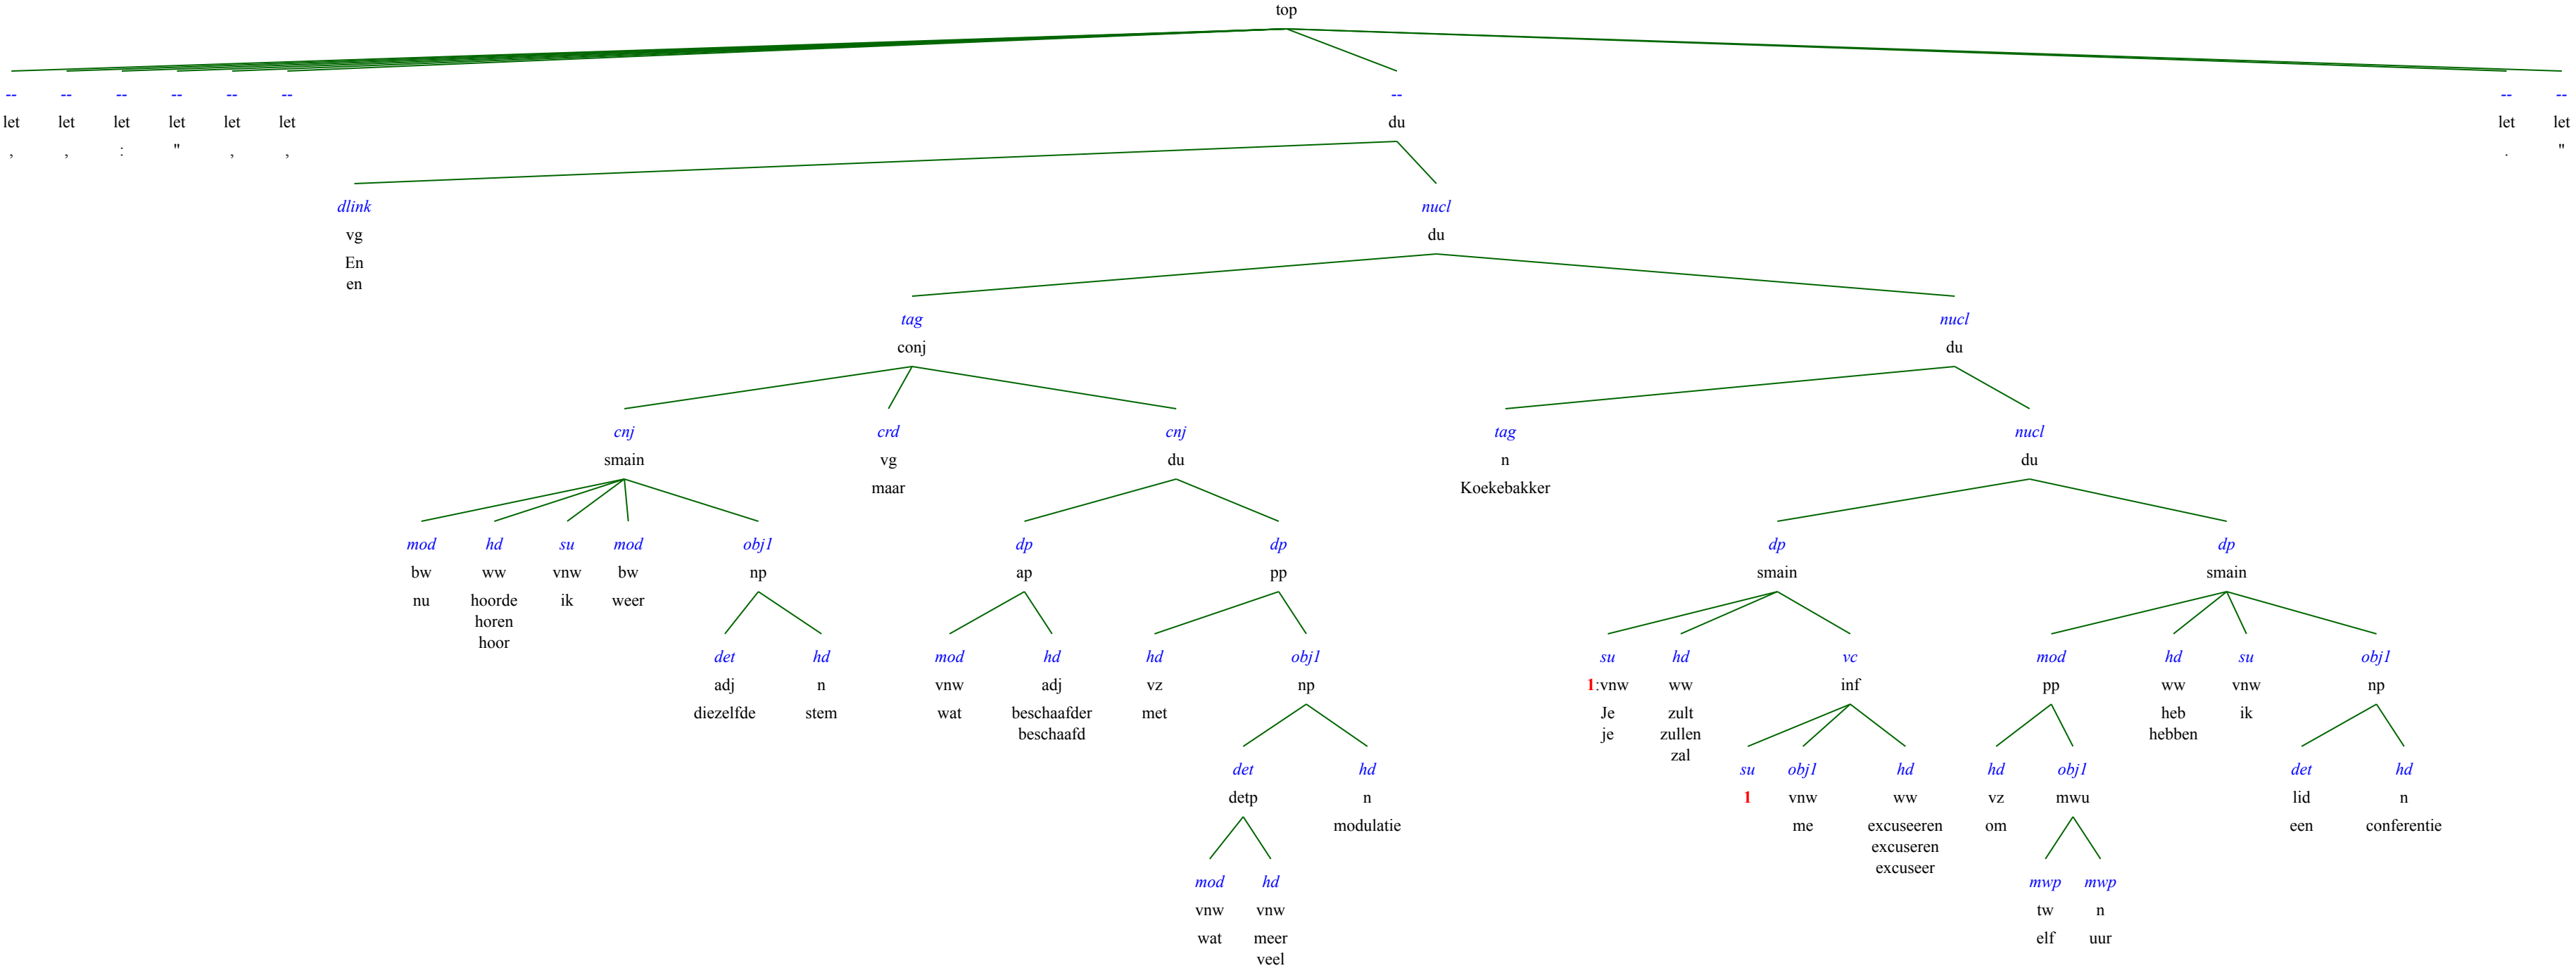 top
-- -- -- -- -- -- -- -- --
let let let let let let du let let
, , : " , , . "
dlink nucl
vg du
En
en
tag nucl
conj du
cnj crd cnj tag nucl
smain vg du n du
maar Koekebakker
mod hd su mod obj1 dp dp dp dp
bw ww vnw bw np ap pp smain smain
nu hoorde ik weer
horen
hoor
det hd mod hd hd obj1 su hd vc mod hd su obj1
adj n vnw adj vz np 1:vnw ww inf pp ww vnw np
diezelfde stem wat beschaafder met Je zult heb ik
beschaafd je zullen hebben
zal
det hd su obj1 hd hd obj1 det hd
detp n 1 vnw ww vz mwu lid n
modulatie me excuseeren om een conferentie
excuseren
excuseer
mod hd mwp mwp
vnw vnw tw n
wat meer elf uur
veel